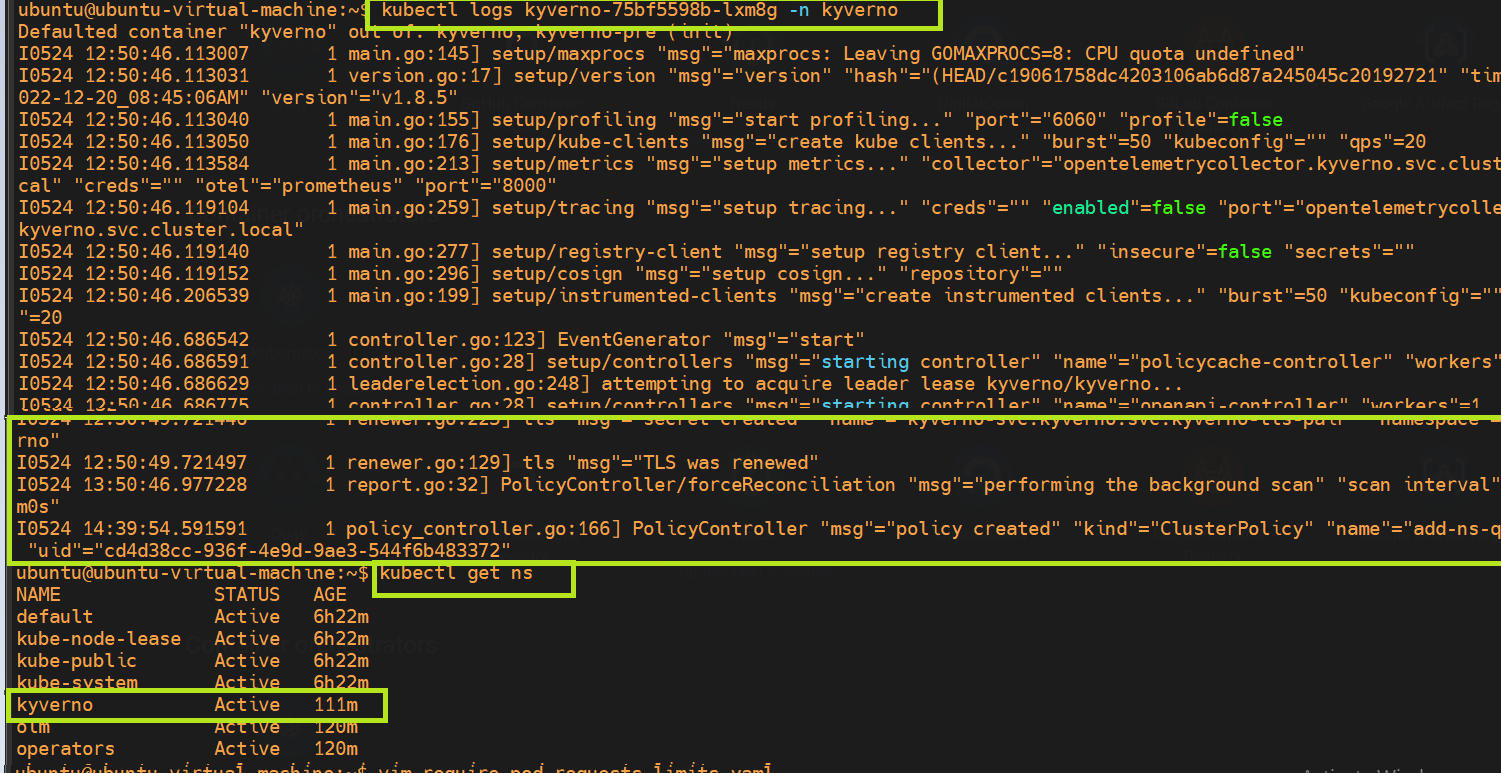 ubuntu@ubuntu-virtual-machine:~$ kubectl logs kyverno-75bf5598b-lxm8g -n kyverno
Defaulted container "kyverno" out of: kyverno, kyverno-pre (init)
I0524 12:50:46.113007 1 main.go:145] setup/maxprocs "msg"="maxprocs: Leaving GOMAXPROCS=8: CPU quota undefined"
I0524 12:50:46.113031 1 version.go:17] setup/version "msg"="version" "hash"="(HEAD/c19061758dc4203106ab6d87a245045c20192721" "tim
022-12-20_08:45:06AM" "version"="v1.8.5"
I0524 12:50:46.113040 1 main.go:155] setup/profiling "msg"="start profiling..." "port"="6060" "profile"=false
I0524 12:50:46.113050 1 main.go:176] setup/kube-clients "msg"="create kube clients..." "burst"=50 "kubeconfig"="" "qps"=20
I0524 12:50:46.113584 1 main.go:213] setup/metrics "msg"="setup metrics..." "collector"="opentelemetrycollector.kyverno.svc.clust
cal" "creds"="" "otel"="prometheus" "port"="8000"
I0524 12:50:46.119104 1 main.go:259] setup/tracing "msg"="setup tracing..." "creds"="" "enabled"=false "port"="opentelemetrycolle
kyverno.svc.cluster.local"
I0524 12:50:46.119140 1 main.go:277] setup/registry-client "msg"="setup registry client..." "insecure"=false "secrets"=""
I0524 12:50:46.119152 1 main.go:296] setup/cosign "msg"="setup cosign..." "repository"=""
I0524 12:50:46.206539 1 main.go:199] setup/instrumented-clients "msg"="create instrumented clients..." "burst"=50 "kubeconfig"=""
"=20
I0524 12:50:46.686542 1 controller.go:123] EventGenerator "msg"="start"
I0524 12:50:46.686591 1 controller.go:28] setup/controllers "msg"="starting controller" "name"="policycache-controller" "workers"
I0524 12:50:46.686629 1 leaderelection.go:248] attempting to acquire leader lease kyverno/kyverno...
I0524 12:50:46.686775 1 controller.go:28] setup/controllers "msg"="starting controller" "name"="openapi-controller" "workers"=1
I0524 12:50:49.721446 1 renewer.go:225] tls "msg"="secret created" "name"="kyverno-svc.kyverno.svc.kyverno-tls-pair" "namespace"=
rno"
I0524 12:50:49.721497 1 renewer.go:129] tls "msg"="TLS was renewed"
I0524 13:50:46.977228 1 report.go:32] PolicyController/forceReconciliation "msg"="performing the background scan" "scan interval"
m0s"
I0524 14:39:54.591591 1 policy_controller.go:166] PolicyController "msg"="policy created" "kind"="ClusterPolicy" "name"="add-ns-q
"uid"="cd4d38cc-936f-4e9d-9ae3-544f6b483372"
ubuntu@ubuntu-virtual-machine:~$ kubectl get ns
NAME STATUS AGE
default Active 6h22m
kube-node-lease Active 6h22m
kube-public Active 6h22m
kube-system Active 6h22m
kyverno Active 111m
olm Active 120m
operators Active 120m
ubuntu@ubuntu-virtual-machine:~$ vim require_pod_requests_limits.yaml